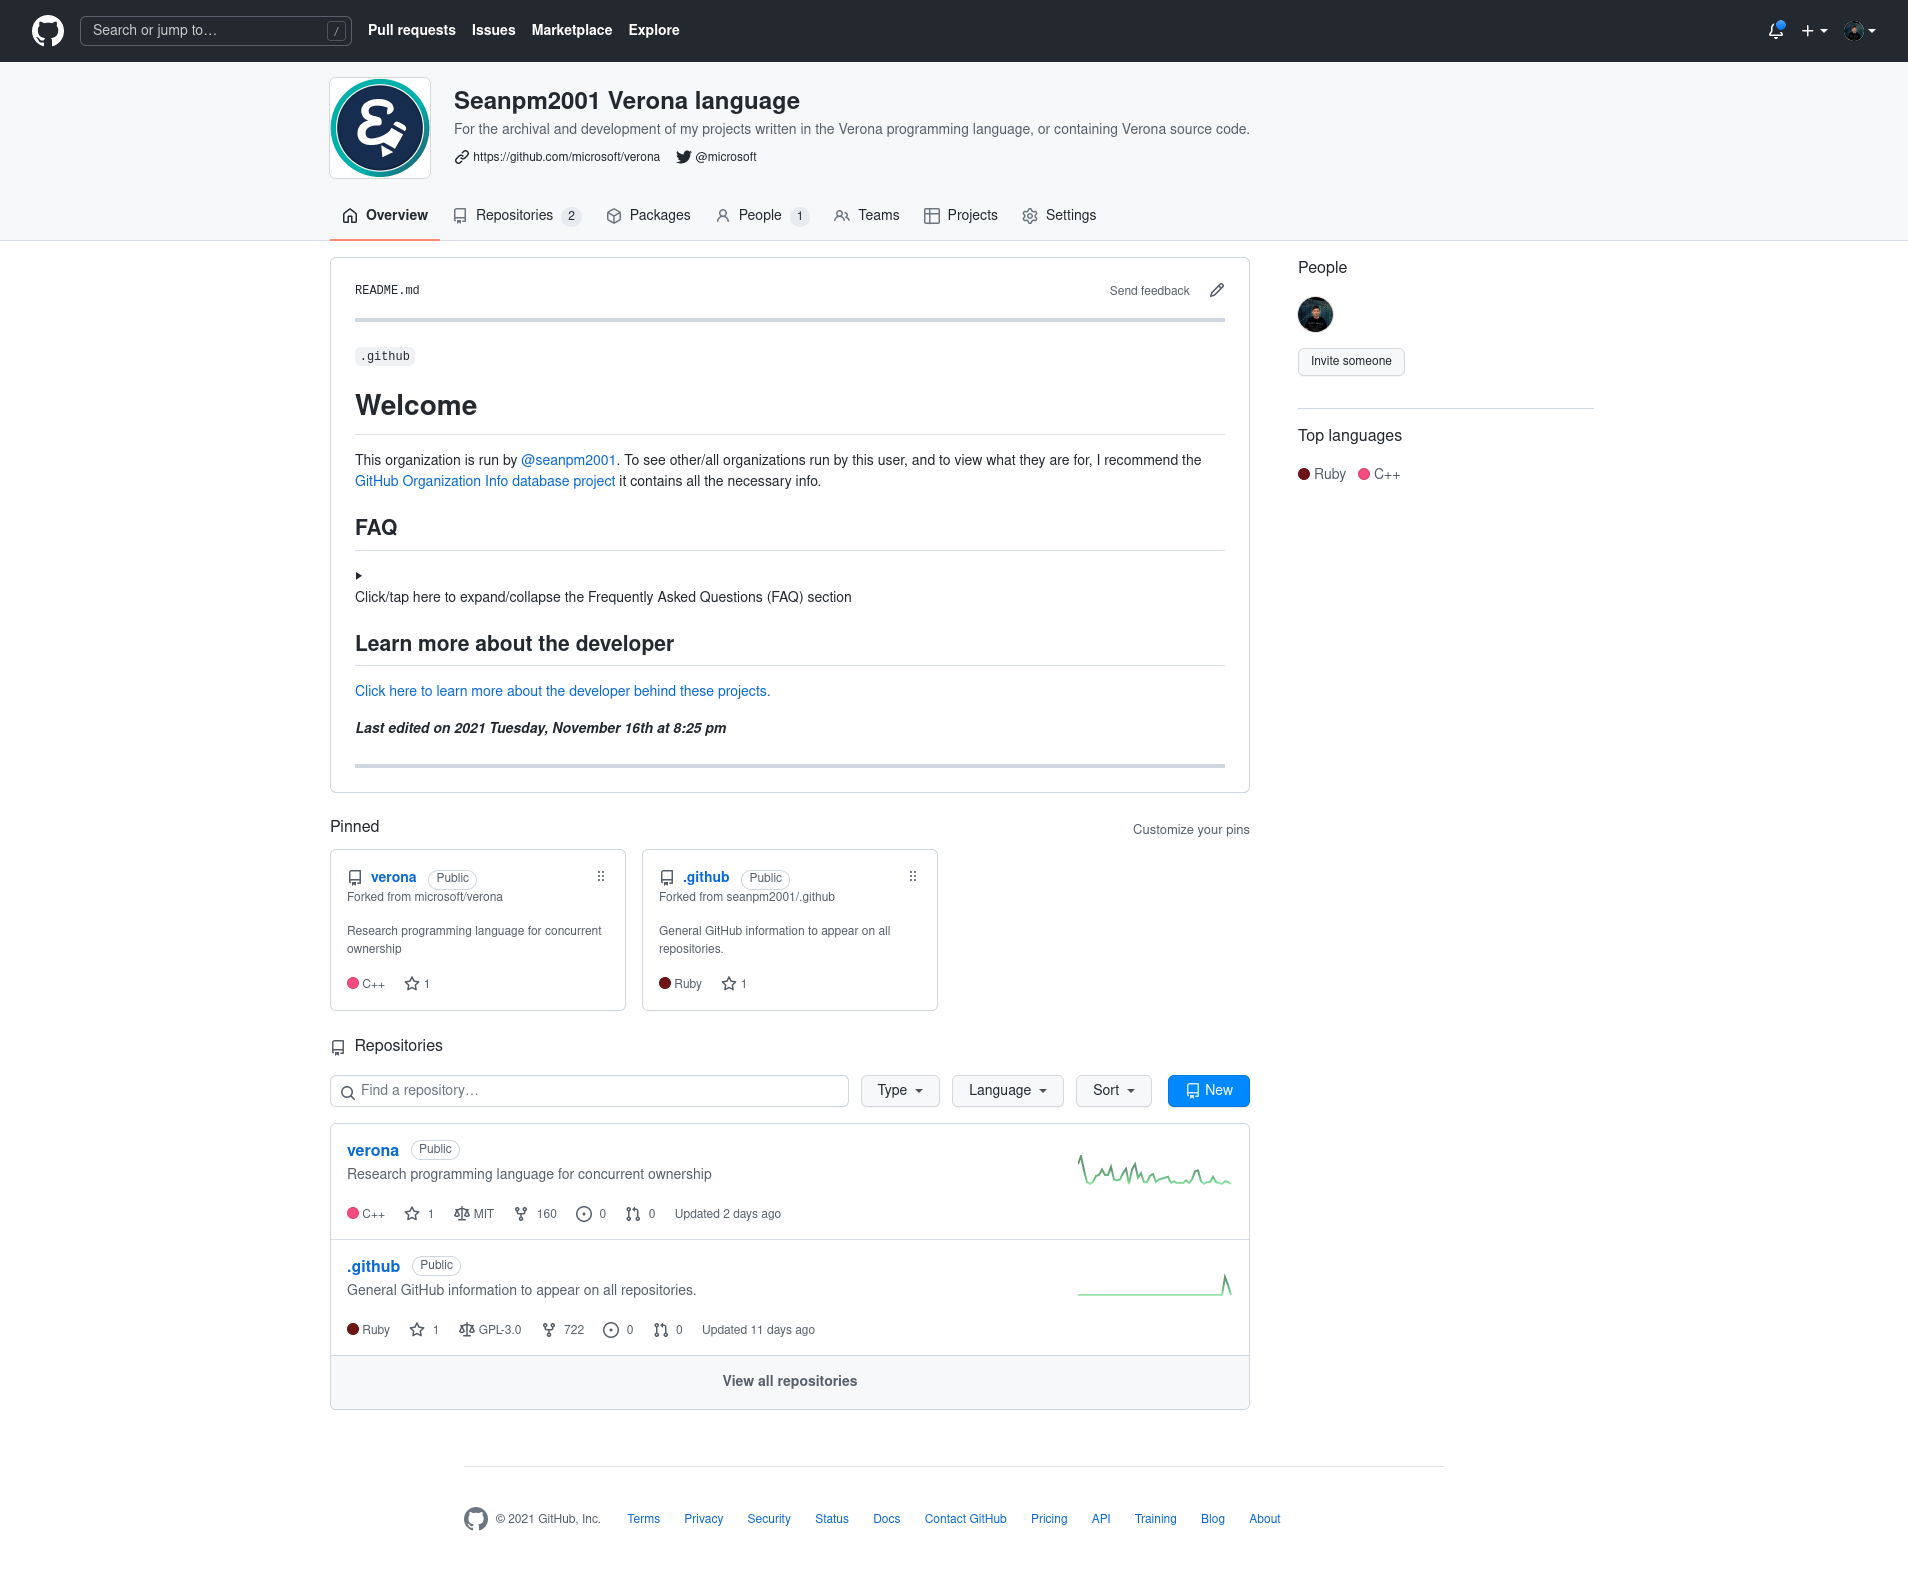 Search or jump to…
/
Pull requests
Issues
Marketplace
Explore
Seanpm2001 Verona language
For the archival and development of my projects written in the Verona programming language, or containing Verona source code.
https://github.com/microsoft/verona
@microsoft
Overview
Repositories 2
Packages
People 1
Teams
Projects
Settings
README.md
Send feedback
.github
Welcome
This organization is run by @seanpm2001. To see other/all organizations run by this user, and to view what they are for, I recommend the
GitHub Organization Info database project it contains all the necessary info.
FAQ
Click/tap here to expand/collapse the Frequently Asked Questions (FAQ) section
Learn more about the developer
Click here to learn more about the developer behind these projects.
Last edited on 2021 Tuesday, November 16th at 8:25 pm
People
Invite someone
Top languages
Ruby
C++
Pinned
Customize your pins
verona Public
Forked from microsoft/verona
Research programming language for concurrent
ownership
C++ 1
.github Public
Forked from seanpm2001/.github
General GitHub information to appear on all
repositories.
Ruby 1
Repositories
Find a repository…
Type
Language
Sort
New
verona Public
Research programming language for concurrent ownership
C++ 1 MIT 160 0 0 Updated 2 days ago
.github Public
General GitHub information to appear on all repositories.
Ruby 1 GPL-3.0 722 0 0 Updated 11 days ago
View all repositories
© 2021 GitHub, Inc.
Terms
Privacy
Security
Status
Docs
Contact GitHub
Pricing
API
Training
Blog
About